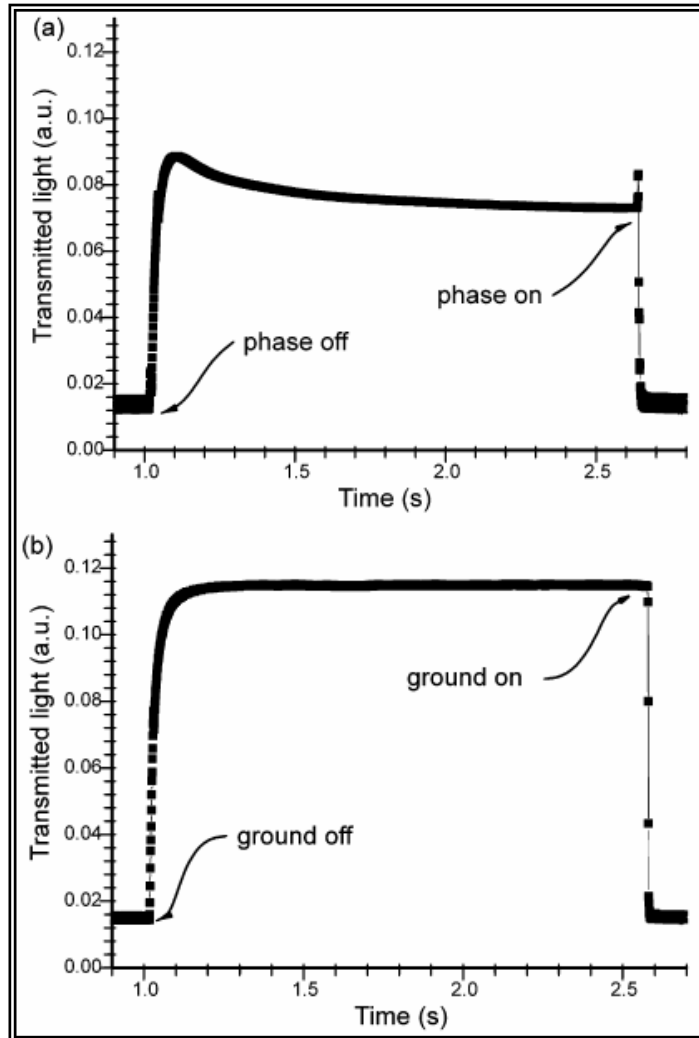 (a)
0.12
0.10
0.08
0.06
0.04
0.02
0.00
Transmitted light (a.u.)
phase off
phase on
1.0
1.5
2.0
2.5
Time (s)
(b)
0.12
0.10
0.08
0.06
0.04
0.02
0.00
Transmitted light (a.u.)
ground off
ground on
1.0
1.5
2.0
2.5
Time (s)